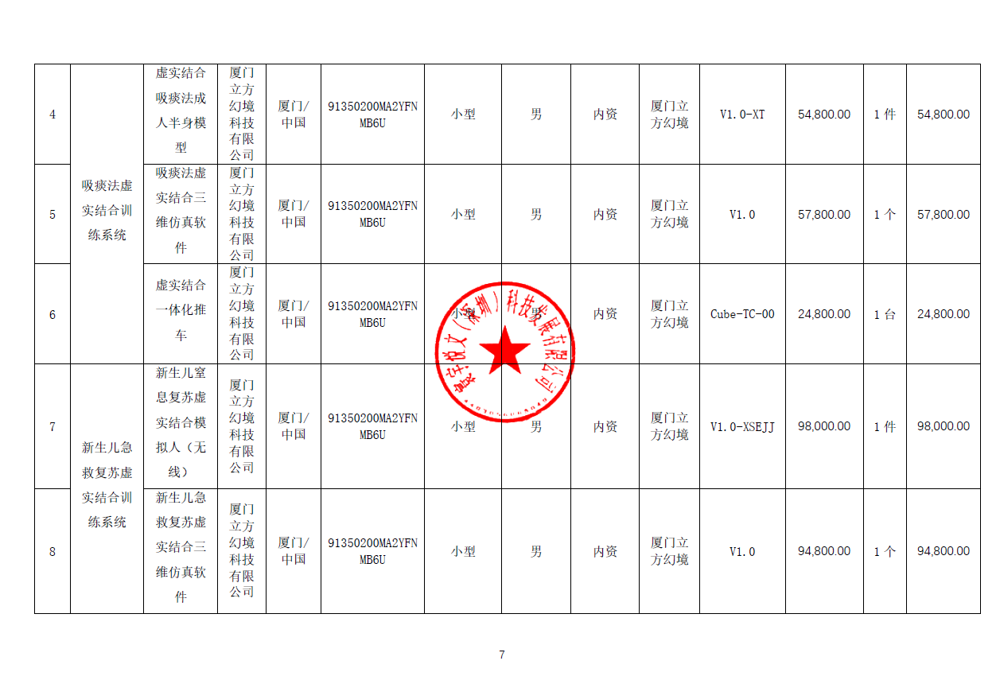 4
虚实结合
吸痰法成
人半身模
型
厦门
立方
幻境
科技
有限
公司
厦门/
中国
91350200MA2YFN
MB6U
小型
男
内资
厦门立
方幻境
V1.0-XT
54,800.00
1 件
54,800.00
吸痰法虚
实结合训
练系统
5
吸痰法虚
实结合三
维仿真软
件
厦门
立方
幻境
科技
有限
公司
厦门/
中国
91350200MA2YFN
MB6U
小型
男
内资
厦门立
方幻境
V1.0
57,800.00
1 个
57,800.00
6
虚实结合
一体化推
车
厦门
立方
幻境
科技
有限
公司
厦门/
中国
91350200MA2YFN
MB6U
小型
男
内资
厦门立
方幻境
Cube-TC-00
24,800.00
1 台
24,800.00
悦文（深圳）科技发展有限公司
7
新生儿窒
息复苏虚
实结合模
拟人（无
线）
厦门
立方
幻境
科技
有限
公司
厦门/
中国
91350200MA2YFN
MB6U
小型
男
内资
厦门立
方幻境
V1.0-XSEJJ
98,000.00
1 件
98,000.00
新生儿急
救复苏虚
实结合训
练系统
8
新生儿急
救复苏虚
实结合三
维仿真软
件
厦门
立方
幻境
科技
有限
公司
厦门/
中国
91350200MA2YFN
MB6U
小型
男
内资
厦门立
方幻境
V1.0
94,800.00
1 个
94,800.00
7